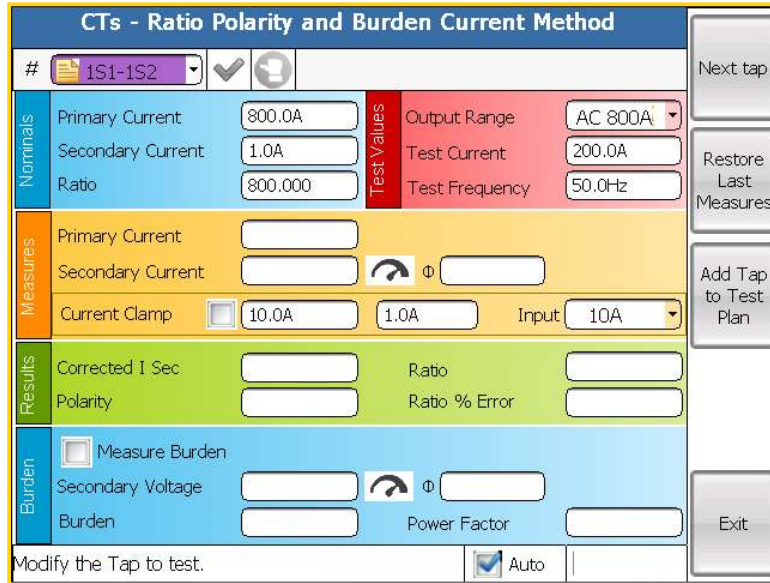 CTs - Ratio Polarity and Burden Current Method
# 1S1-1S2
Next tap
Nominals
Primary Current 800.0A
Secondary Current 1.0A
Ratio 800.000
Test Values
Output Range AC 800A
Test Current 200.0A
Test Frequency 50.0Hz
Restore
Last
Measures
Measures
Primary Current
Secondary Current Φ
Current Clamp 10.0A 1.0A Input 10A
Add Tap
to Test
Plan
Results
Corrected I Sec Ratio
Polarity Ratio % Error
Burden
Measure Burden
Secondary Voltage Φ
Burden Power Factor
Exit
Modify the Tap to test. Auto